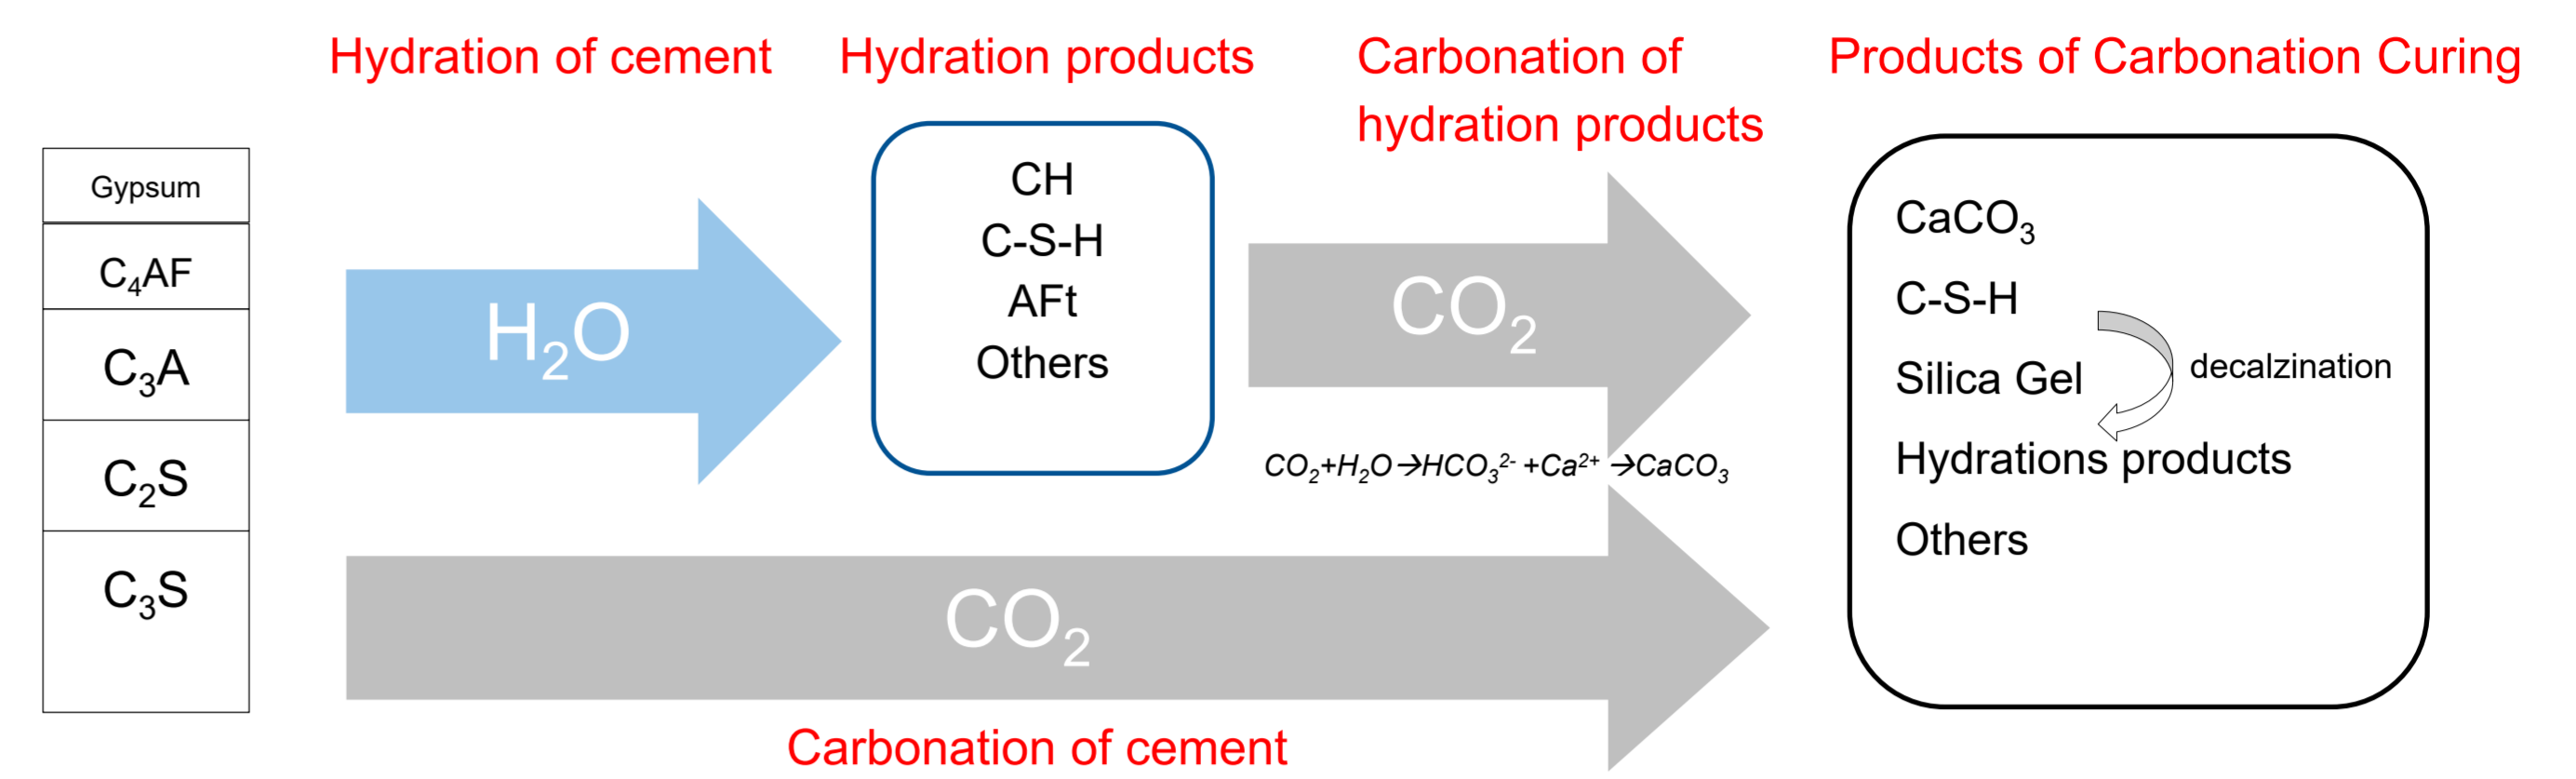 Hydration of cement
Hydration products
Carbonation of
hydration products
Products of Carbonation Curing
Gypsum
C₄AF
C₃A
C₂S
C₃S
H₂O
CH
C-S-H
AFt
Others
CO₂
CO₂+H₂O→HCO₃²⁻ +Ca²⁺ →CaCO₃
CO₂
Carbonation of cement
CaCO₃
C-S-H
Silica Gel
decalzination
Hydrations products
Others